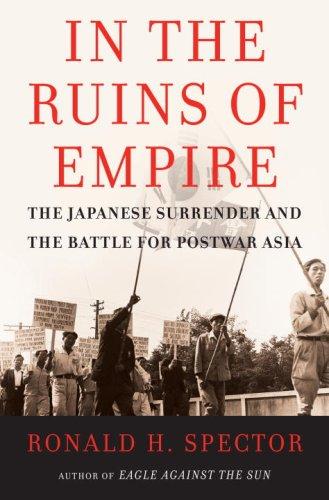 IN THE
RUINS OF
EMPIRE
THE JAPANESE SURRENDER AND
THE BATTLE FOR POSTWAR ASIA
RONALD H. SPECTOR
AUTHOR OF EAGLE AGAINST THE SUN